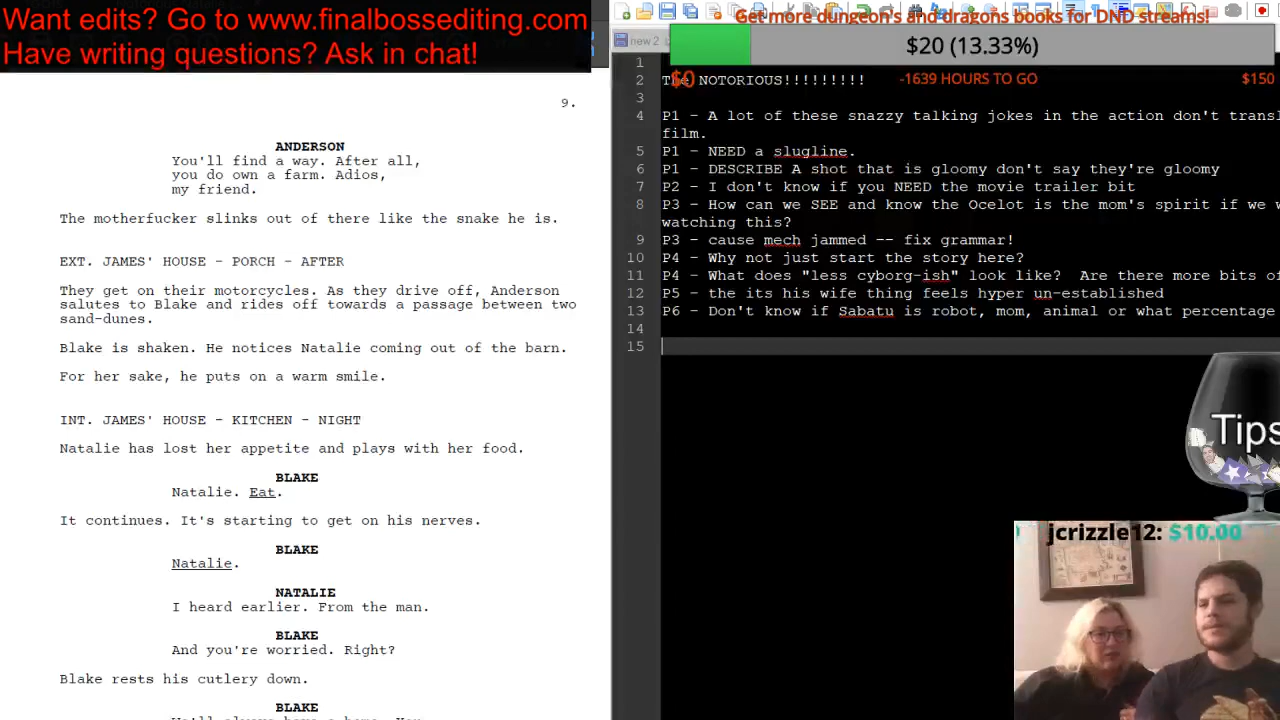 Want edits? Go to www.finalbossediting.com
Have writing questions? Ask in chat!
9.
ANDERSON
You'll find a way. After all,
you do own a farm. Adios,
my friend.
The motherfucker slinks out of there like the snake he is.
EXT. JAMES' HOUSE - PORCH - AFTER
They get on their motorcycles. As they drive off, Anderson
salutes to Blake and rides off towards a passage between two
sand-dunes.
Blake is shaken. He notices Natalie coming out of the barn.
For her sake, he puts on a warm smile.
INT. JAMES' HOUSE - KITCHEN - NIGHT
Natalie has lost her appetite and plays with her food.
BLAKE
Natalie. Eat.
It continues. It's starting to get on his nerves.
BLAKE
Natalie.
NATALIE
I heard earlier. From the man.
BLAKE
And you're worried. Right?
Blake rests his cutlery down.
BLAKE
Get more dungeon's and dragons books for DND streams!
new 2
$20 (13.33%)
$0
-1639 HOURS TO GO
$150
1
2 The NOTORIOUS!!!!!!!!!
3
4 P1 - A lot of these snazzy talking jokes in the action don't
film.
5 P1 - NEED a slugline.
6 P1 - DESCRIBE A shot that is gloomy don't say they're gloomy
7 P2 - I don't know if you NEED the movie trailer bit
8 P3 - How can we SEE and know the Ocelot is the mom's spirit if we
watching this?
9 P3 - cause mech jammed -- fix grammar!
10 P4 - Why not just start the story here?
11 P4 - What does "less cyborg-ish" look like? Are there more bits of
12 P5 - the its his wife thing feels hyper un-established
13 P6 - Don't know if Sabatu is robot, mom, animal or what percentage
14
15
Tips
jcrizzle12: $10.00